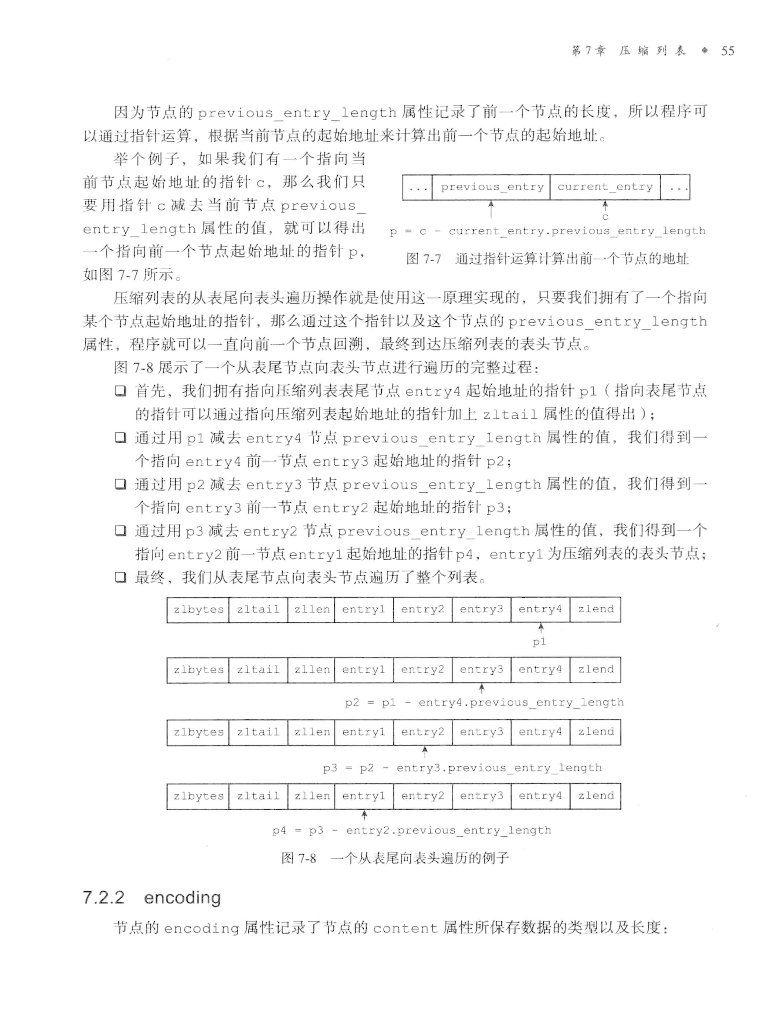 第7章 压缩列表 ◆ 55
因为节点的 previous_entry_length 属性记录了前一个节点的长度，所以程序可
以通过指针运算，根据当前节点的起始地址来计算出前一个节点的起始地址。
举个例子，如果我们有一个指向当
前节点起始地址的指针 c，那么我们只
要用指针 c 减去当前节点 previous_
entry_length 属性的值，就可以得出
一个指向前一个节点起始地址的指针 p，
如图 7-7 所示。
... previous_entry current_entry ...
c
p = c - current_entry.previous_entry_length
图 7-7 通过指针运算计算出前一个节点的地址
压缩列表的从表尾向表头遍历操作就是使用这一原理实现的，只要我们拥有了一个指向
某个节点起始地址的指针，那么通过这个指针以及这个节点的 previous_entry_length
属性，程序就可以一直向前一个节点回溯，最终到达压缩列表的表头节点。
图 7-8 展示了一个从表尾节点向表头节点进行遍历的完整过程：
❑ 首先，我们拥有指向压缩列表表尾节点 entry4 起始地址的指针 p1（指向表尾节点
的指针可以通过指向压缩列表起始地址的指针加上 zltail 属性的值得出）；
❑ 通过用 p1 减去 entry4 节点 previous_entry_length 属性的值，我们得到一
个指向 entry4 前一节点 entry3 起始地址的指针 p2；
❑ 通过用 p2 减去 entry3 节点 previous_entry_length 属性的值，我们得到一
个指向 entry3 前一节点 entry2 起始地址的指针 p3；
❑ 通过用 p3 减去 entry2 节点 previous_entry_length 属性的值，我们得到一个
指向 entry2 前一节点 entry1 起始地址的指针 p4，entry1 为压缩列表的表头节点；
❑ 最终，我们从表尾节点向表头节点遍历了整个列表。
zlbytes zltail zllen entry1 entry2 entry3 entry4 zlend
p1
zlbytes zltail zllen entry1 entry2 entry3 entry4 zlend
p2 = p1 - entry4.previous_entry_length
zlbytes zltail zllen entry1 entry2 entry3 entry4 zlend
p3 = p2 - entry3.previous_entry_length
zlbytes zltail zllen entry1 entry2 entry3 entry4 zlend
p4 = p3 - entry2.previous_entry_length
图 7-8 一个从表尾向表头遍历的例子
7.2.2 encoding
节点的 encoding 属性记录了节点的 content 属性所保存数据的类型以及长度：